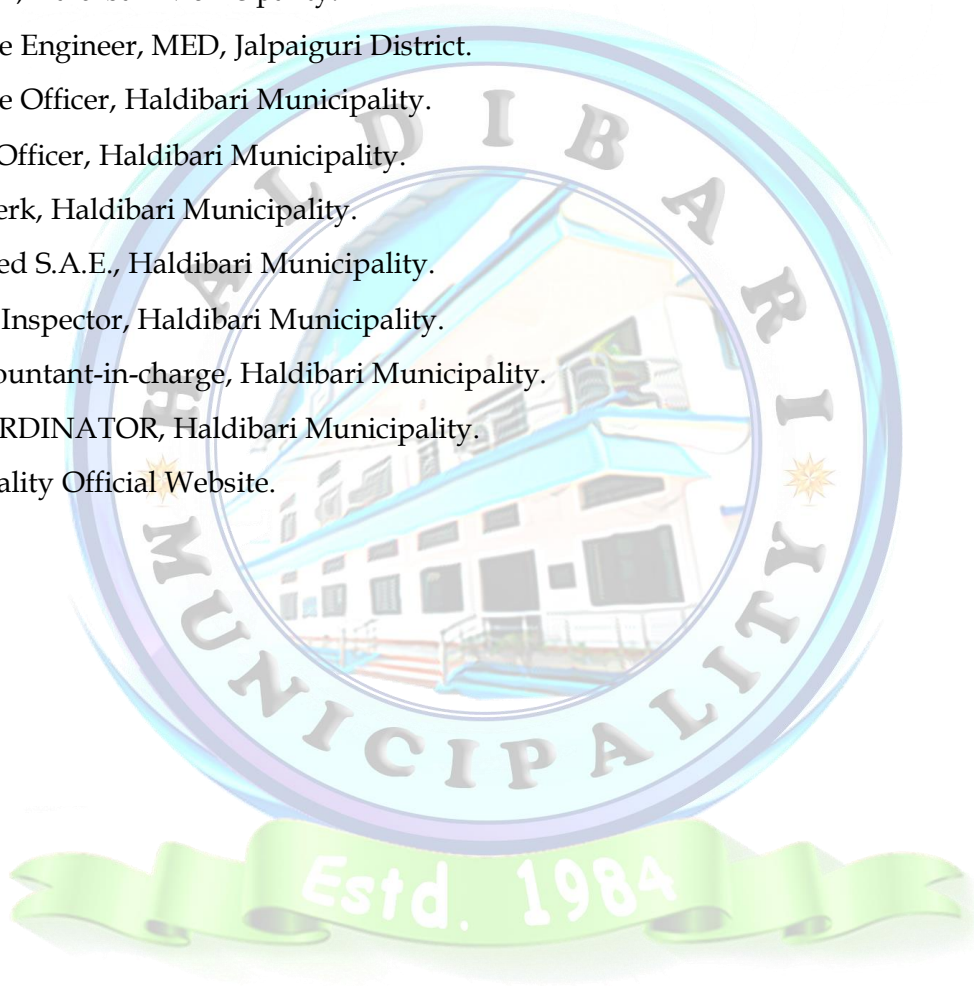 e Engineer, MED, Jalpaiguri District.
e Officer, Haldibari Municipality.
Officer, Haldibari Municipality.
erk, Haldibari Municipality.
ed S.A.E., Haldibari Municipality.
Inspector, Haldibari Municipality.
ountant-in-charge, Haldibari Municipality.
RDINATOR, Haldibari Municipality.
ality Official Website.
HALDIBARI
MUNICIPALITY
Estd. 1984